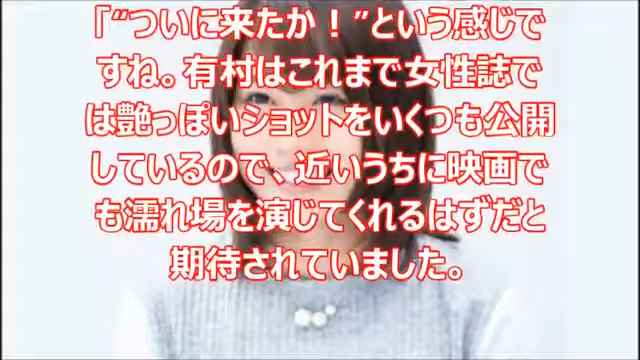 「“ついに来たか！”という感じで
すね。有村はこれまで女性誌で
は艶っぽいショットをいくつも公開
しているので、近いうちに映画で
も濡れ場を演じてくれるはずだと
期待されていました。